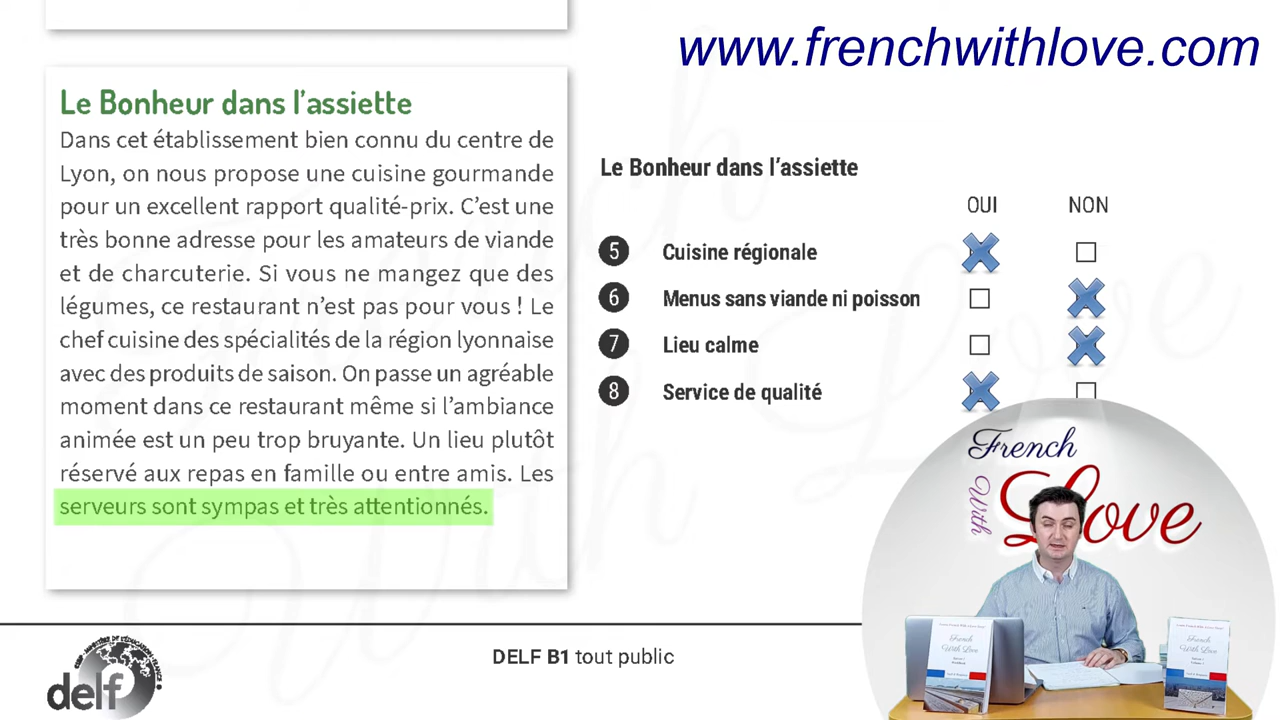 www.frenchwithlove.com
Le Bonheur dans l'assiette
Dans cet établissement bien connu du centre de
Lyon, on nous propose une cuisine gourmande
pour un excellent rapport qualité-prix. C'est une
très bonne adresse pour les amateurs de viande
et de charcuterie. Si vous ne mangez que des
légumes, ce restaurant n'est pas pour vous ! Le
chef cuisine des spécialités de la région lyonnaise
avec des produits de saison. On passe un agréable
moment dans ce restaurant même si l'ambiance
animée est un peu trop bruyante. Un lieu plutôt
réservé aux repas en famille ou entre amis. Les
serveurs sont sympas et très attentionnés.
Le Bonheur dans l'assiette
OUI NON
5 Cuisine régionale
6 Menus sans viande ni poisson
7 Lieu calme
8 Service de qualité
French
With
Love
French
With Love
French
With Love
delf
DELF B1 tout public